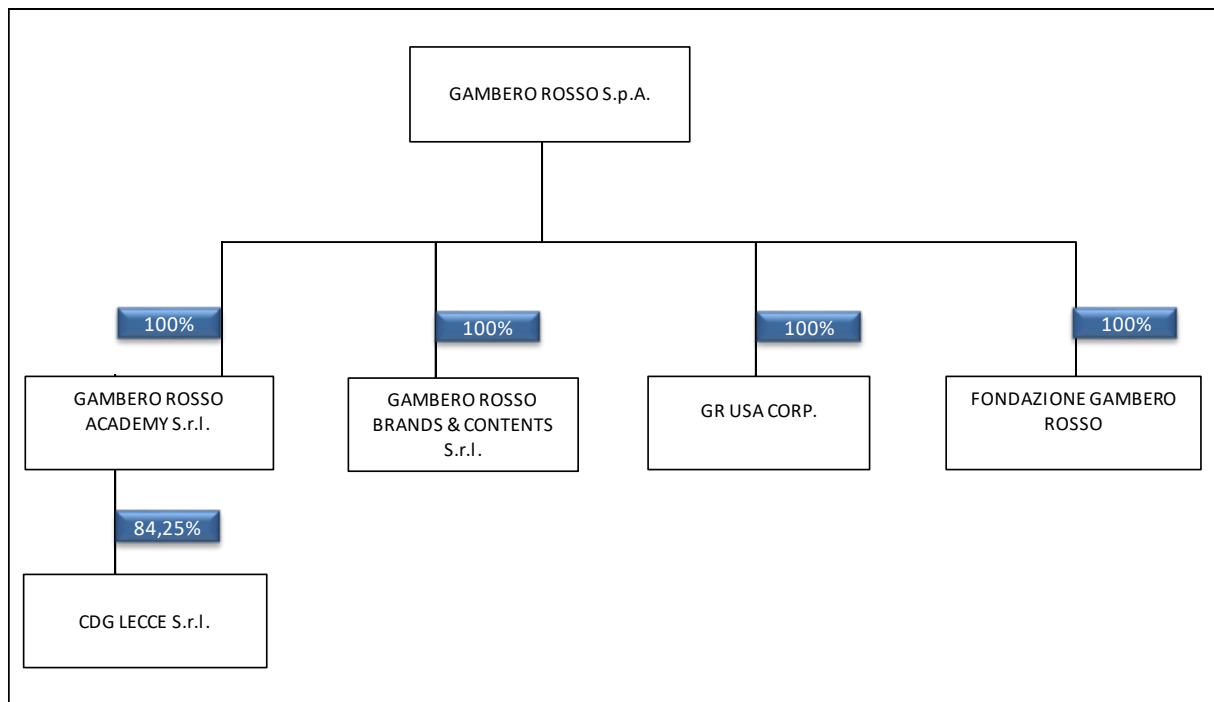 GAMBERO ROSSO S.p.A.
100%
100%
100%
100%
GAMBERO ROSSO
ACADEMY S.r.l.
GAMBERO ROSSO
BRANDS & CONTENTS
S.r.l.
GR USA CORP.
FONDAZIONE GAMBERO
ROSSO
84,25%
CDG LECCE S.r.l.